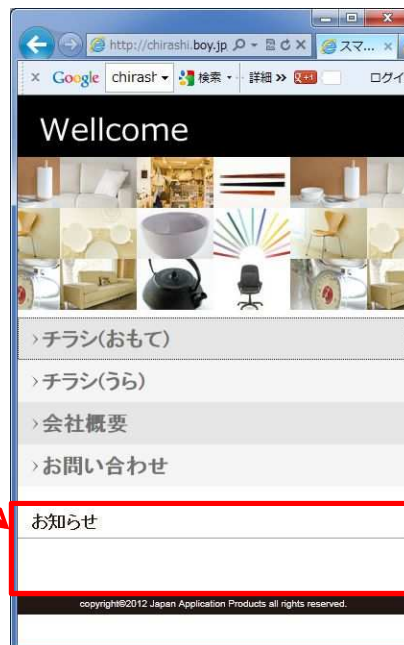 http://chirashi.boy.jp
スマ...
x Google chirash 検索 詳細 >> g+1 ログイ
Wellcome
›チラシ(おもて)
›チラシ(うら)
›会社概要
›お問い合わせ
お知らせ
copyright©2012 Japan Application Products all rights reserved.